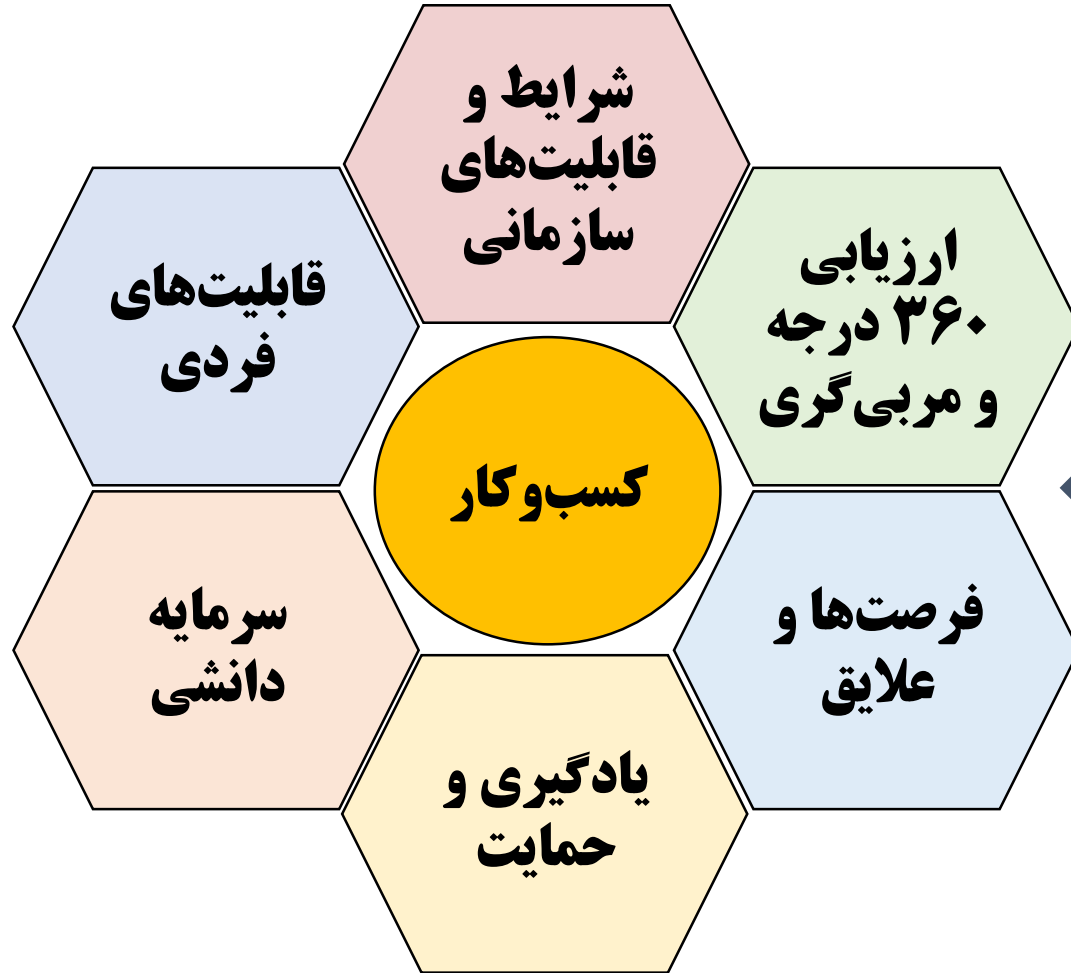 شرایط و
قابلیت‌های
سازمانی
ارزیابی
۳۶۰ درجه
و مربی‌گری
قابلیت‌های
فردی
کسب‌وکار
فرصت‌ها و
علایق
سرمایه
دانشی
یادگیری و
حمایت